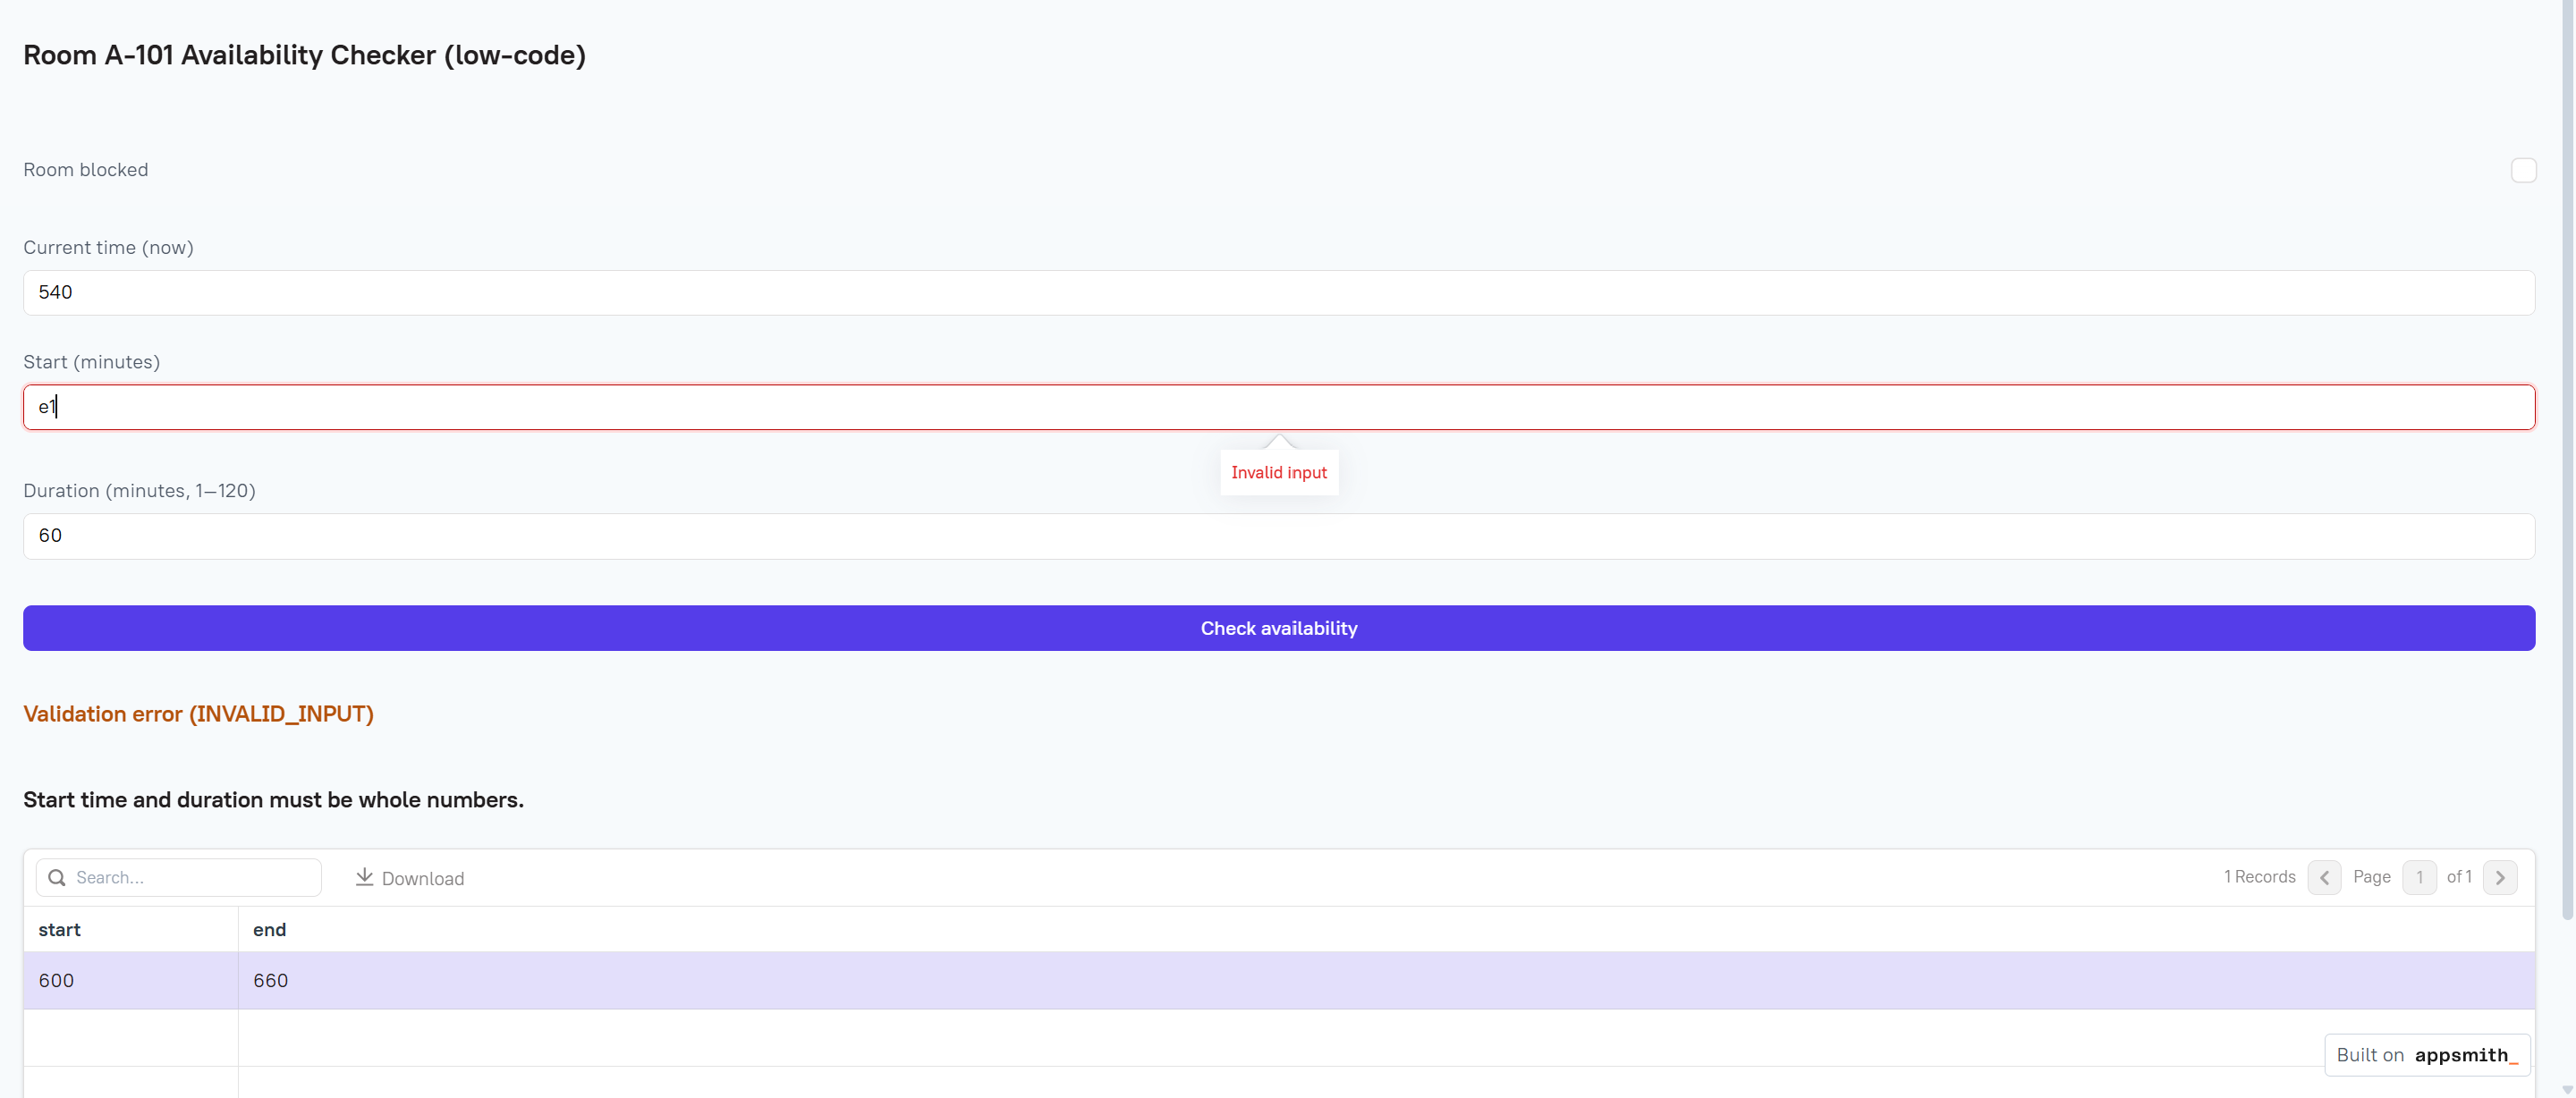 Room A-101 Availability Checker (low-code)
Room blocked
Current time (now)
540
Start (minutes)
e1
Invalid input
Duration (minutes, 1–120)
60
Check availability
Validation error (INVALID_INPUT)
Start time and duration must be whole numbers.
Search... Download 1 Records Page 1 of 1
start end
600 660
Built on appsmith_